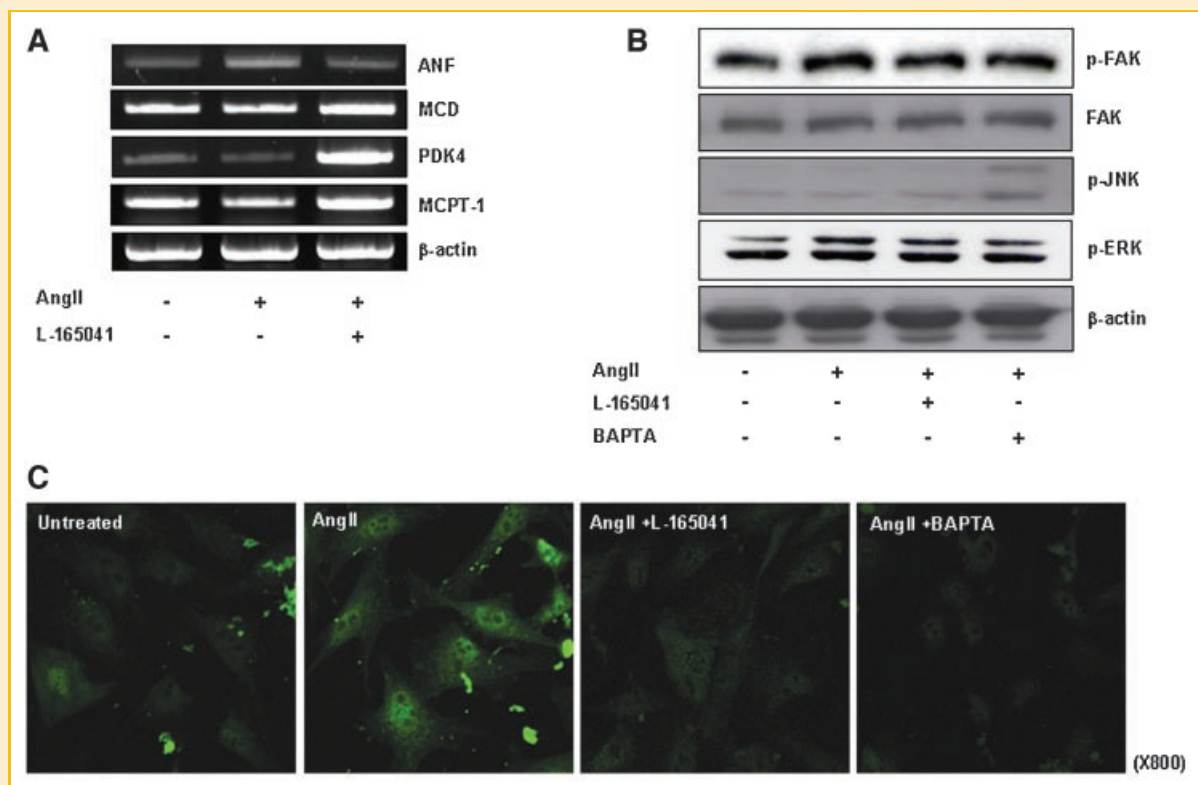 A
ANF
MCD
PDK4
MCPT-1
β-actin
AngII - + +
L-165041 - - +
B
p-FAK
FAK
p-JNK
p-ERK
β-actin
AngII - + + +
L-165041 - - + -
BAPTA - - - +
C
Untreated
AngII
AngII +L-165041
AngII +BAPTA
(X800)